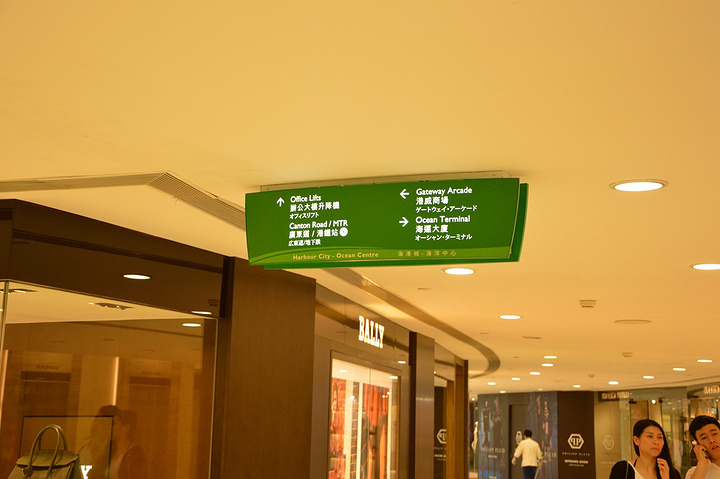 Office Lifts
辦公大樓升降機
オフィスリフト
Canton Road / MTR
廣東道 / 港鐵站
広東道/地下鉄
Gateway Arcade
港威商場
ゲートウェイ・アーケード
Ocean Terminal
海運大廈
オーシャン・ターミナル
Harbour City - Ocean Centre
海港城 - 海洋中心
BALLY
PHILIPP PLEIN
PHILIPP PLEIN